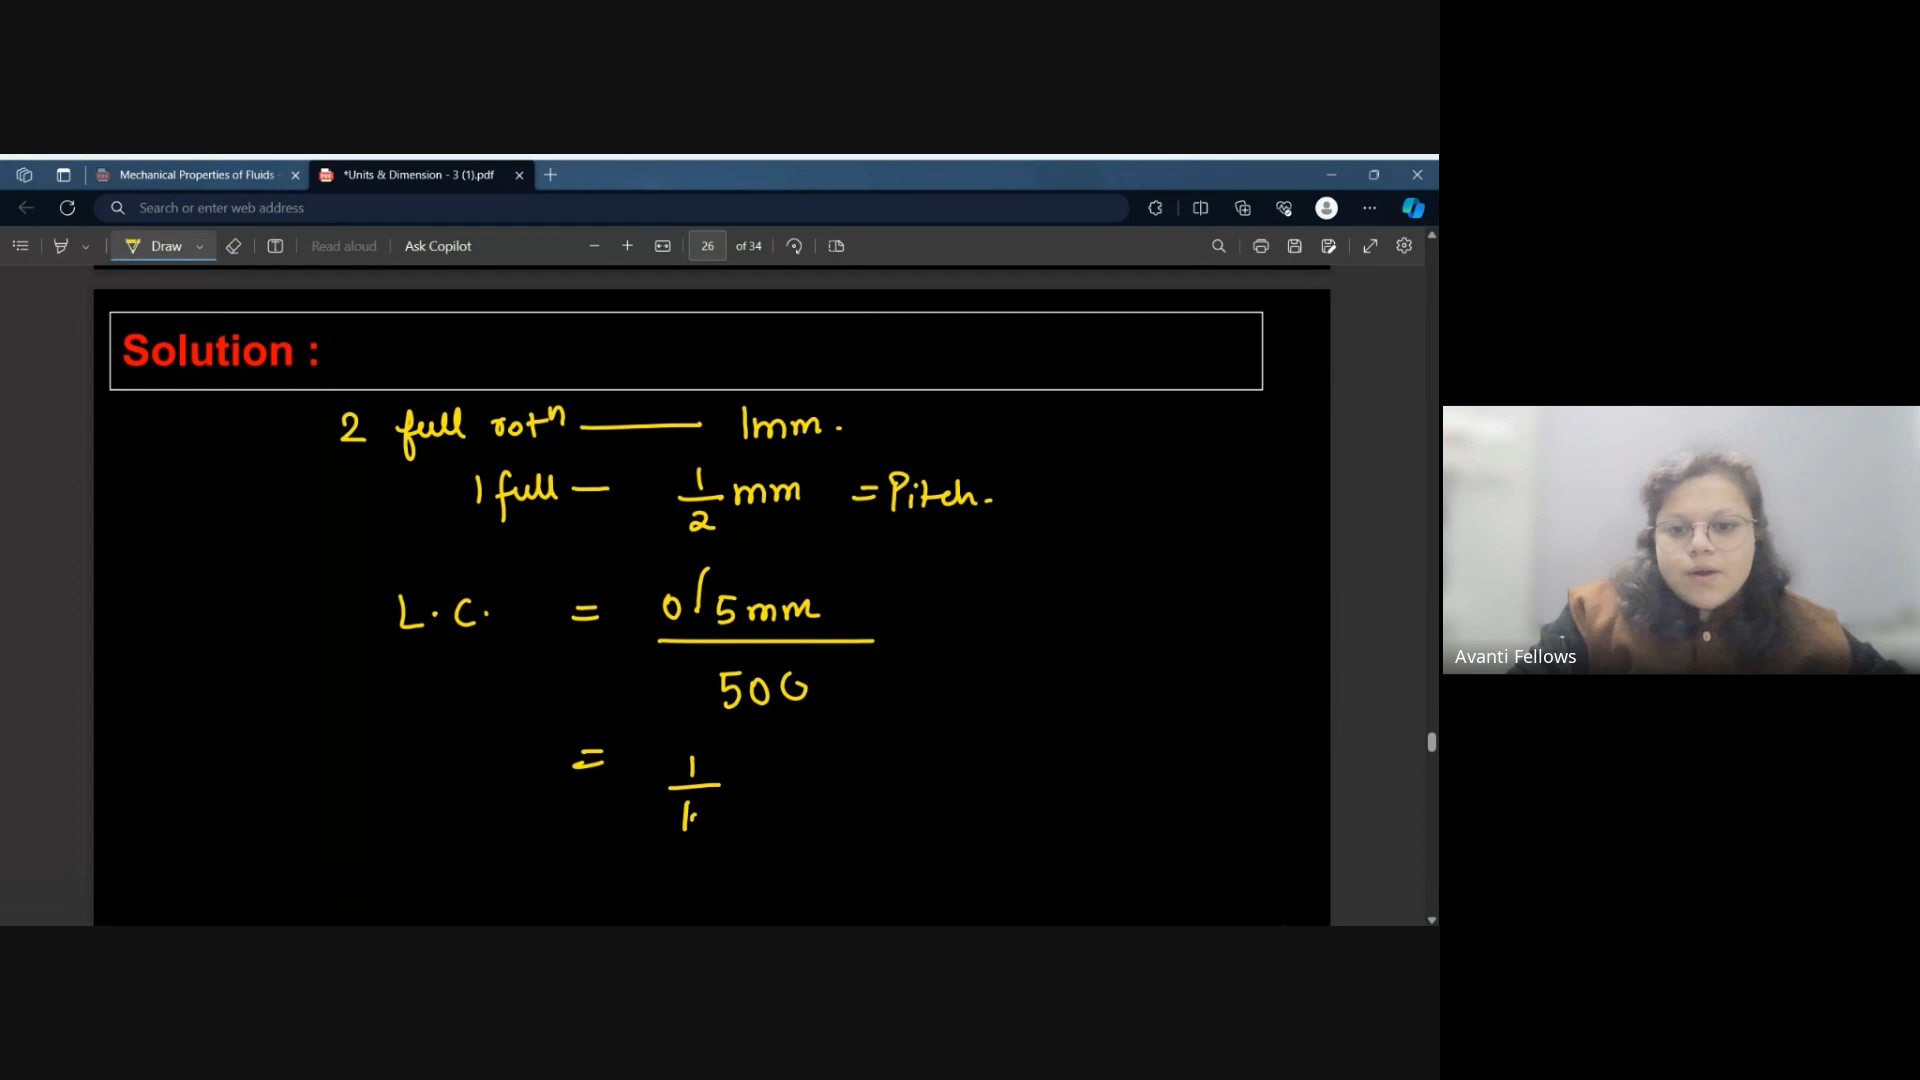 Mechanical Properties of Fluids
*Units & Dimension - 3 (1).pdf
Search or enter web address
Draw
Read aloud
Ask Copilot
26 of 34
Solution :
2 full rotⁿ —— 1mm.
1 full — 1/2 mm = Pitch.
L.C. = 0.5mm / 500
= 1 / 1
Avanti Fellows